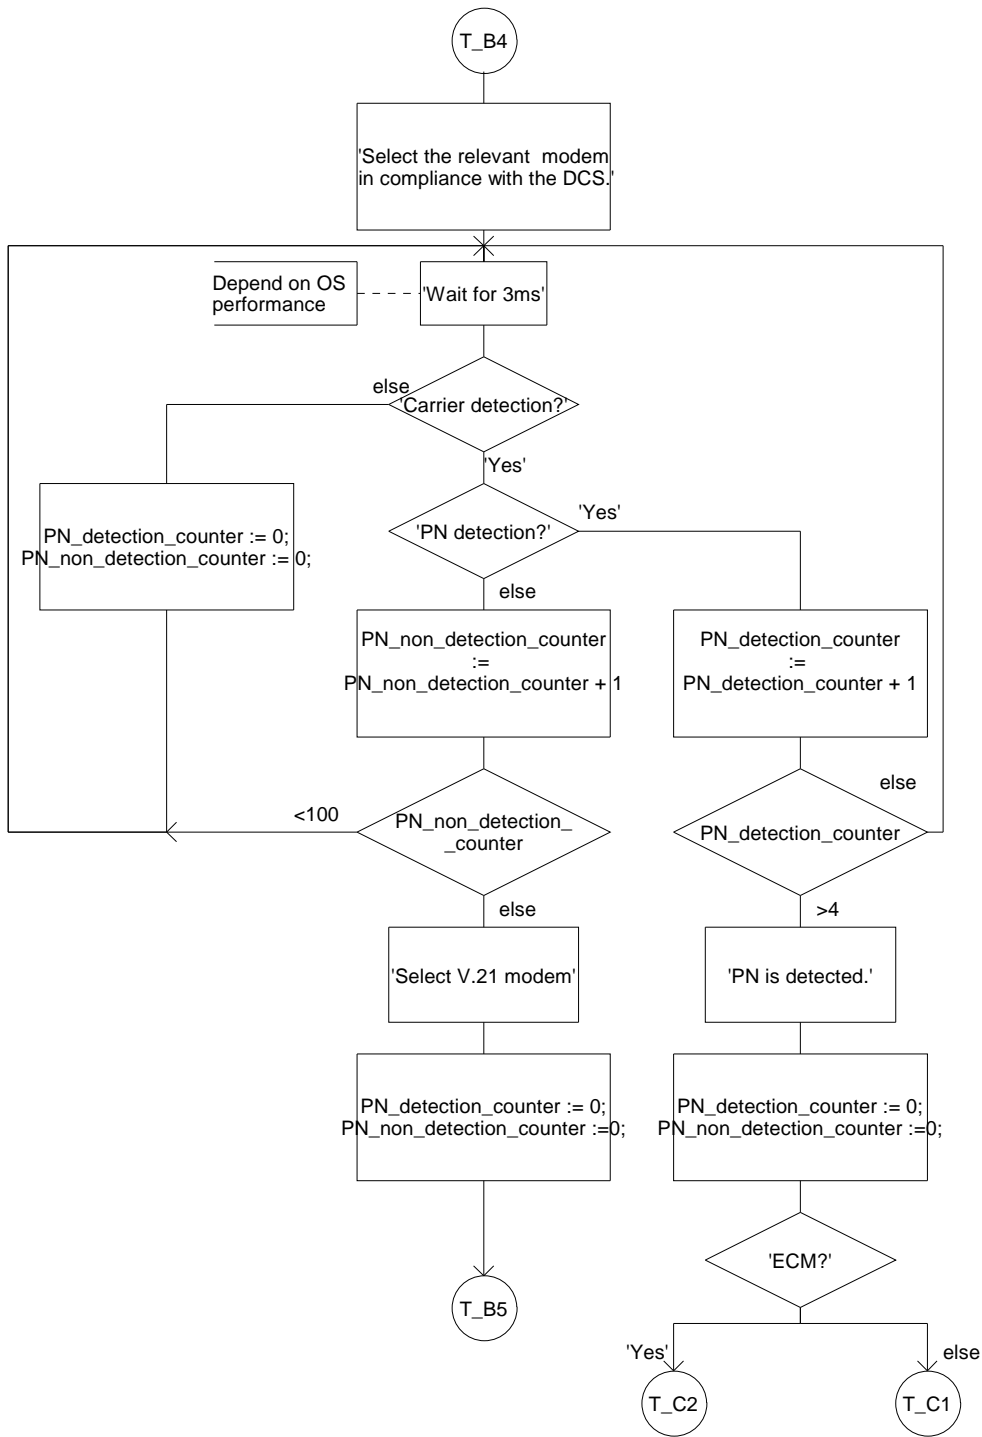 T_B4
'Select the relevant modem
in compliance with the DCS.'
Depend on OS
performance
'Wait for 3ms'
else
'Carrier detection?'
'Yes'
PN_detection_counter := 0;
PN_non_detection_counter := 0;
'PN detection?'
'Yes'
else
PN_non_detection_counter
:=
PN_non_detection_counter + 1
PN_detection_counter
:=
PN_detection_counter + 1
<100
PN_non_detection_
_counter
else
PN_detection_counter
else
>4
'Select V.21 modem'
'PN is detected.'
PN_detection_counter := 0;
PN_non_detection_counter :=0;
PN_detection_counter := 0;
PN_non_detection_counter :=0;
'ECM?'
T_B5
'Yes'
else
T_C2
T_C1